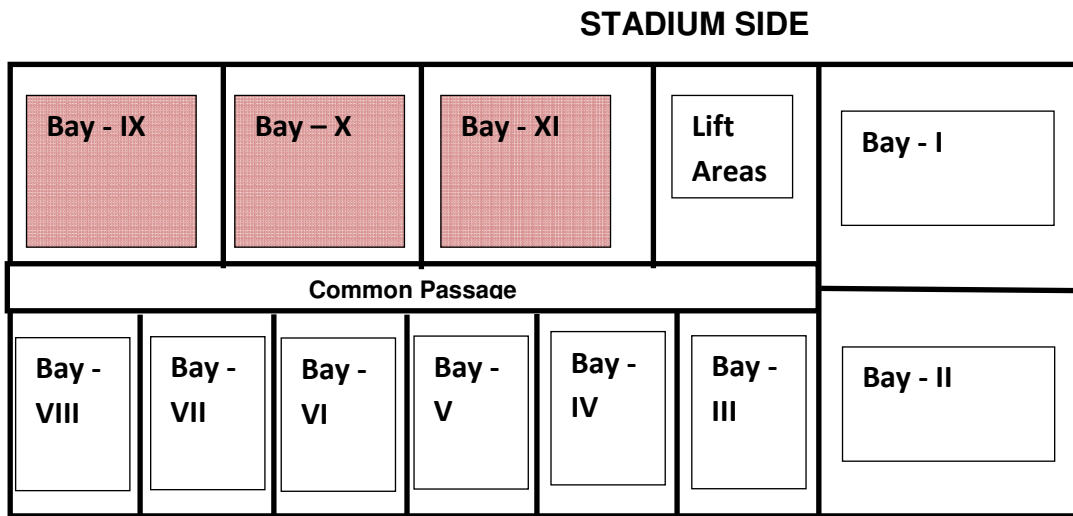 STADIUM SIDE
Bay - IX
Bay – X
Bay - XI
Lift
Areas
Bay - I
Common Passage
Bay -
VIII
Bay -
VII
Bay -
VI
Bay -
V
Bay -
IV
Bay -
III
Bay - II